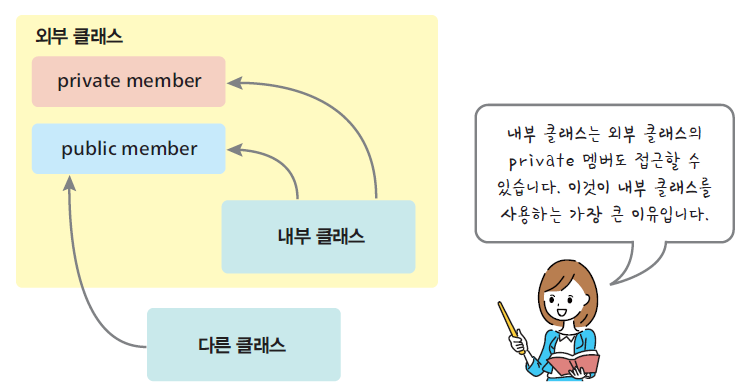 외부 클래스
private member
public member
내부 클래스
다른 클래스
내부 클래스는 외부 클래스의
private 멤버도 접근할 수
있습니다. 이것이 내부 클래스를
사용하는 가장 큰 이유입니다.